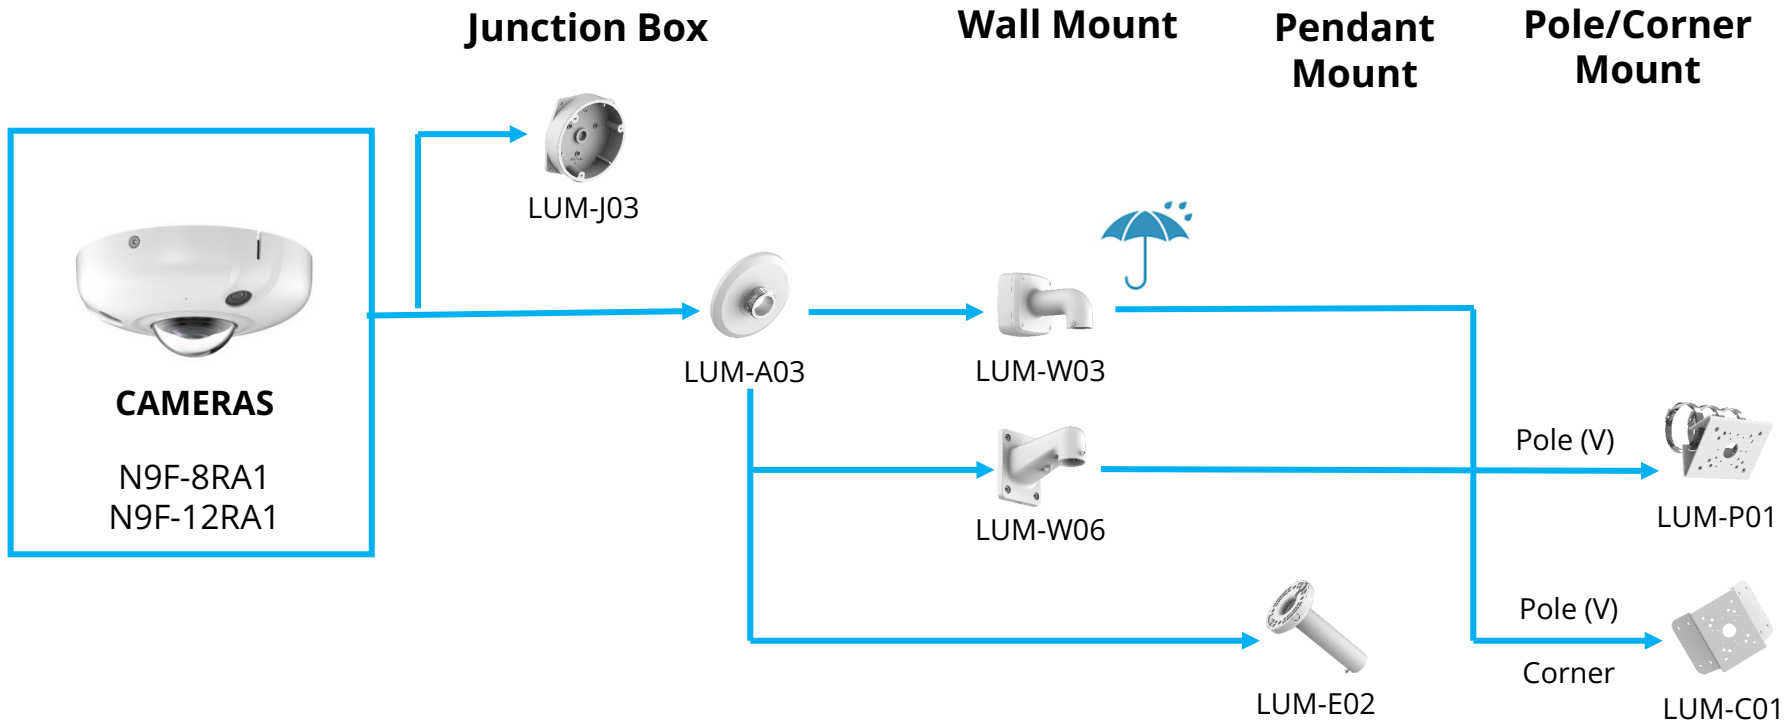 Junction Box
Wall Mount
Pendant
Mount
Pole/Corner
Mount
LUM-J03
LUM-A03
LUM-W03
CAMERAS
N9F-8RA1
N9F-12RA1
LUM-W06
Pole (V)
LUM-P01
Pole (V)
Corner
LUM-E02
LUM-C01